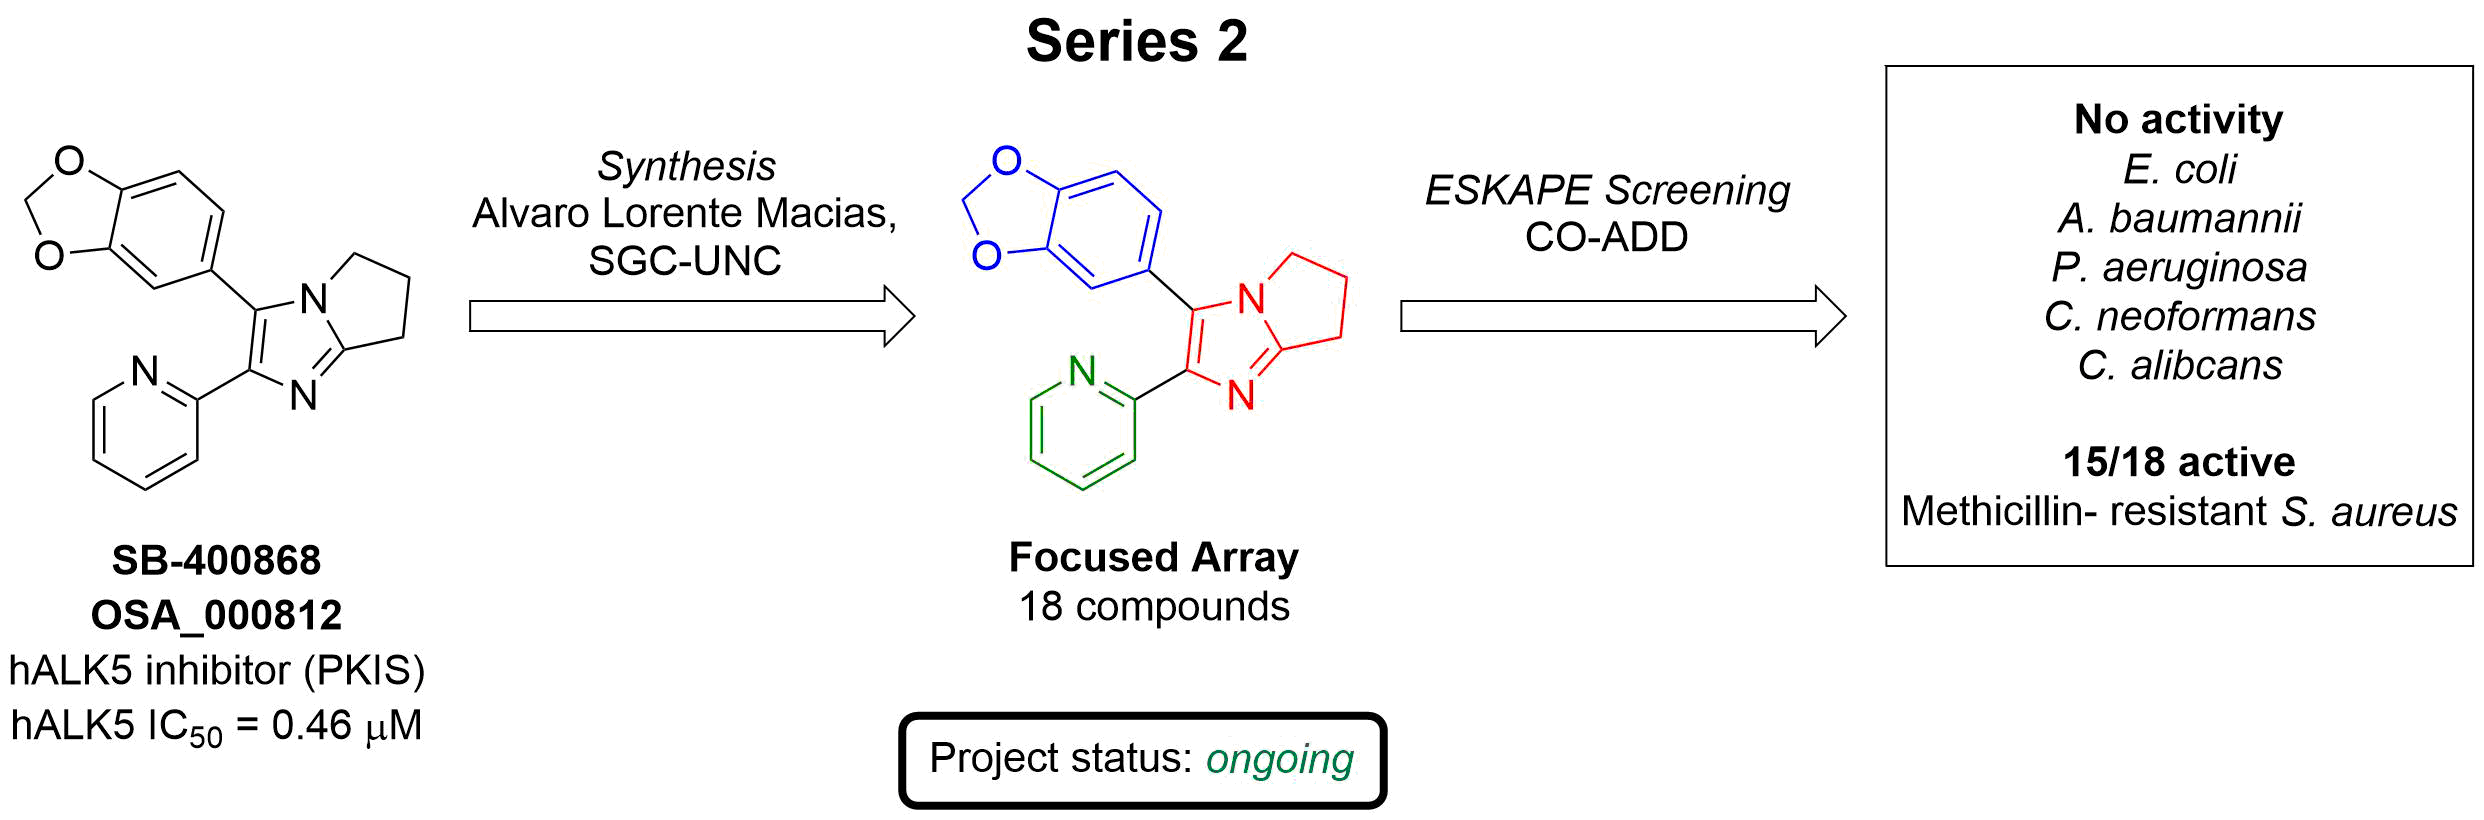 Series 2
O
O
N
N
N
SB-400868
OSA_000812
hALK5 inhibitor (PKIS)
hALK5 IC50 = 0.46 μM
Synthesis
Alvaro Lorente Macias,
SGC-UNC
O
O
N
N
N
Focused Array
18 compounds
Project status: ongoing
ESKAPE Screening
CO-ADD
No activity
E. coli
A. baumannii
P. aeruginosa
C. neoformans
C. alibcans
15/18 active
Methicillin- resistant S. aureus